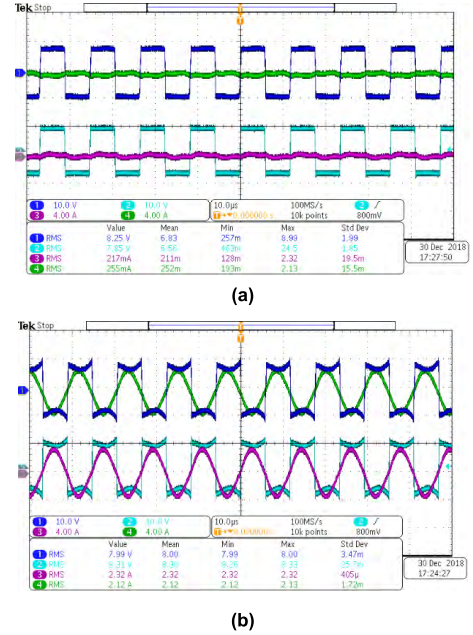 Tek Stop
1 10.0 V 2 10.0 V 10.0µs 100MS/s 2
3 4.00 A 4 4.00 A 0.000000 s 10k points 800mV
Value Mean Min Max Std Dev
1 RMS 8.25 V 6.83 257m 8.99 1.99
2 RMS 7.85 V 6.56 24.5 1.85
3 RMS 217mA 211m 128m 2.32 19.5m
4 RMS 255mA 252m 193m 2.13 15.5m
30 Dec 2018
17:27:50
(a)
Tek Stop
1 10.0 V 2 10.0 V 10.0µs 100MS/s 2
3 4.00 A 4 4.00 A 10k points 800mV
Value Mean Min Max Std Dev
1 RMS 7.99 V 8.00 7.99 8.00 3.47m
2 RMS 8.31 V 8.30
3 RMS 2.32 A 2.32 2.32 2.32 405µ
4 RMS 2.12 A 2.12 2.12 2.13 1.72m
30 Dec 2018
17:24:27
(b)